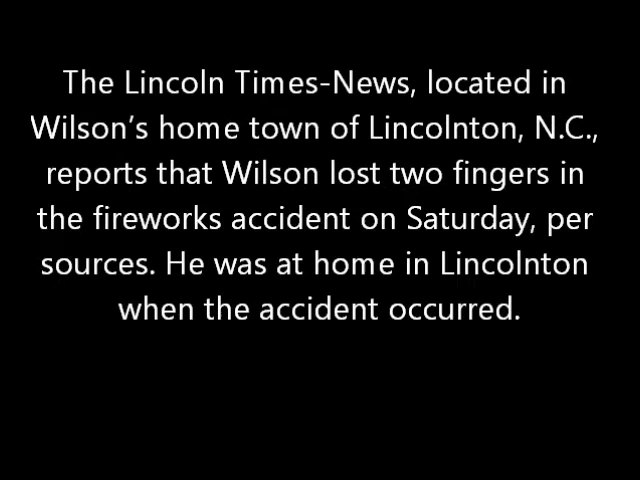 The Lincoln Times-News, located in
Wilson’s home town of Lincolnton, N.C.,
reports that Wilson lost two fingers in
the fireworks accident on Saturday, per
sources. He was at home in Lincolnton
when the accident occurred.